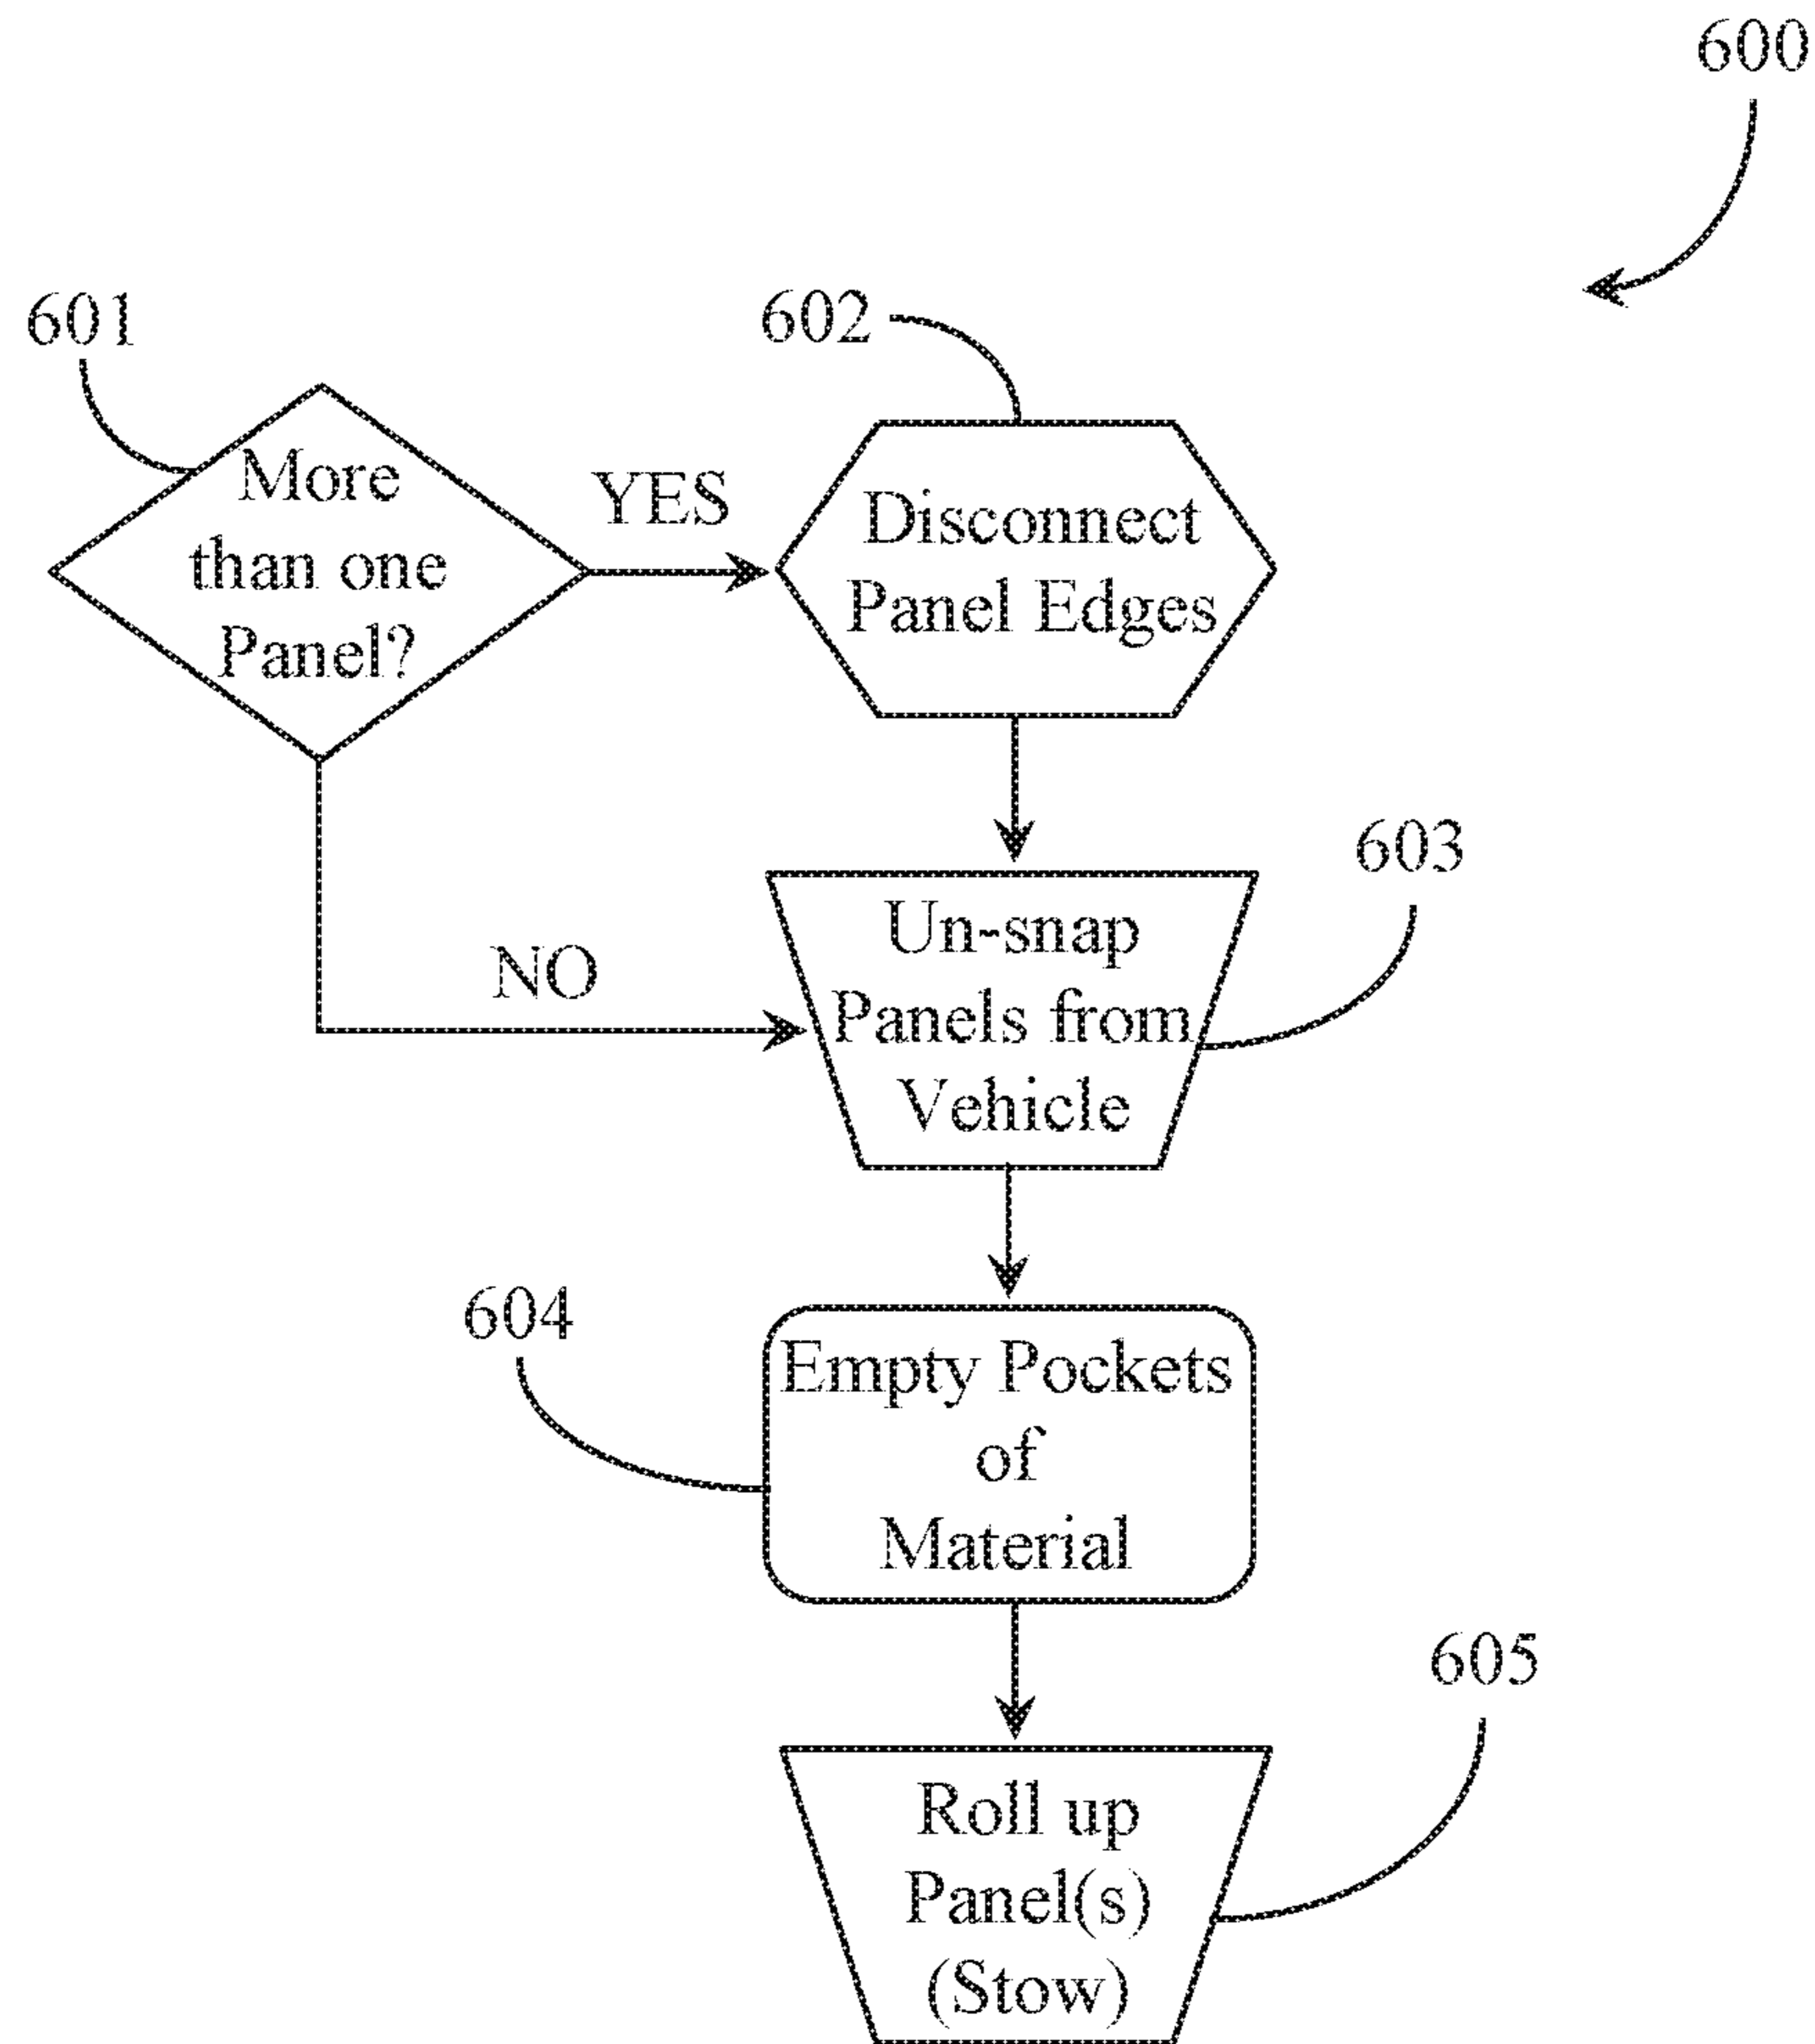 600
601
602
More
than one
Panel?
YES
Disconnect
Panel Edges
603
Un-snap
Panels from
Vehicle
NO
604
Empty Pockets
of
Material
605
Roll up
Panel(s)
(Stow)